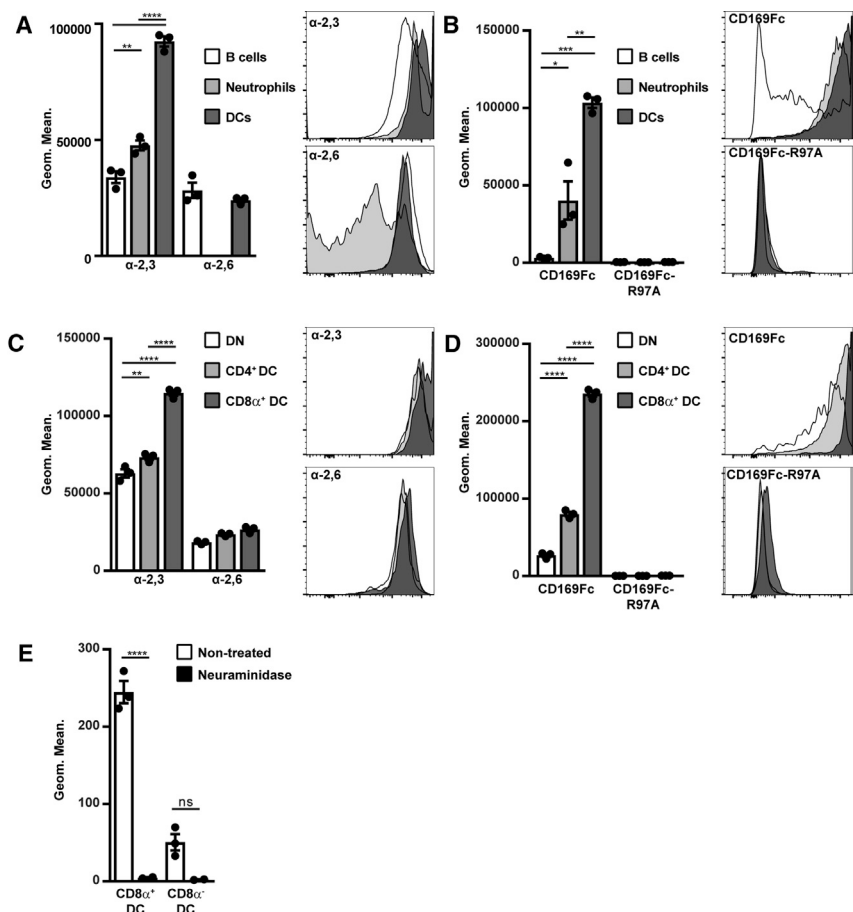 A
****
**
100000
50000
0
Geom. Mean.
B cells
Neutrophils
DCs
α-2,3
α-2,6
α-2,3
α-2,6
B
**
***
*
150000
100000
50000
0
Geom. Mean.
B cells
Neutrophils
DCs
CD169Fc
CD169Fc-
R97A
CD169Fc
CD169Fc-R97A
C
****
****
**
150000
100000
50000
0
Geom. Mean.
DN
CD4+ DC
CD8α+ DC
α-2,3
α-2,6
α-2,3
α-2,6
D
****
****
****
300000
200000
100000
0
Geom. Mean.
DN
CD4+ DC
CD8α+ DC
CD169Fc
CD169Fc-
R97A
CD169Fc
CD169Fc-R97A
E
****
ns
300
200
100
0
Geom. Mean.
Non-treated
Neuraminidase
CD8α+
DC
CD8α-
DC